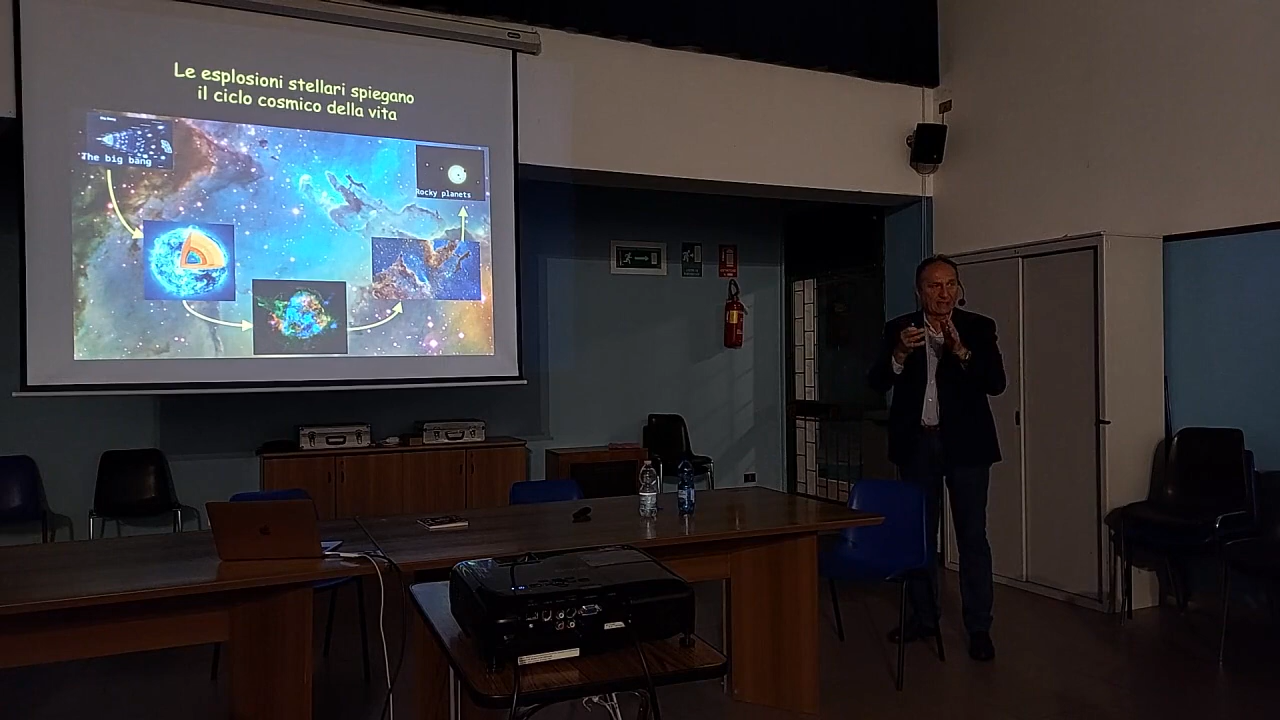 Le esplosioni stellari spiegano
il ciclo cosmico della vita
The big bang
Rocky planets